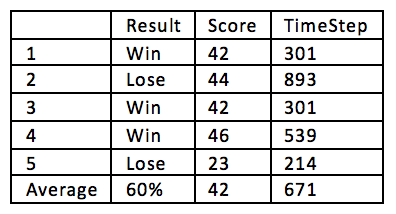 Result Score TimeStep
1 Win 42 301
2 Lose 44 893
3 Win 42 301
4 Win 46 539
5 Lose 23 214
Average 60% 42 671